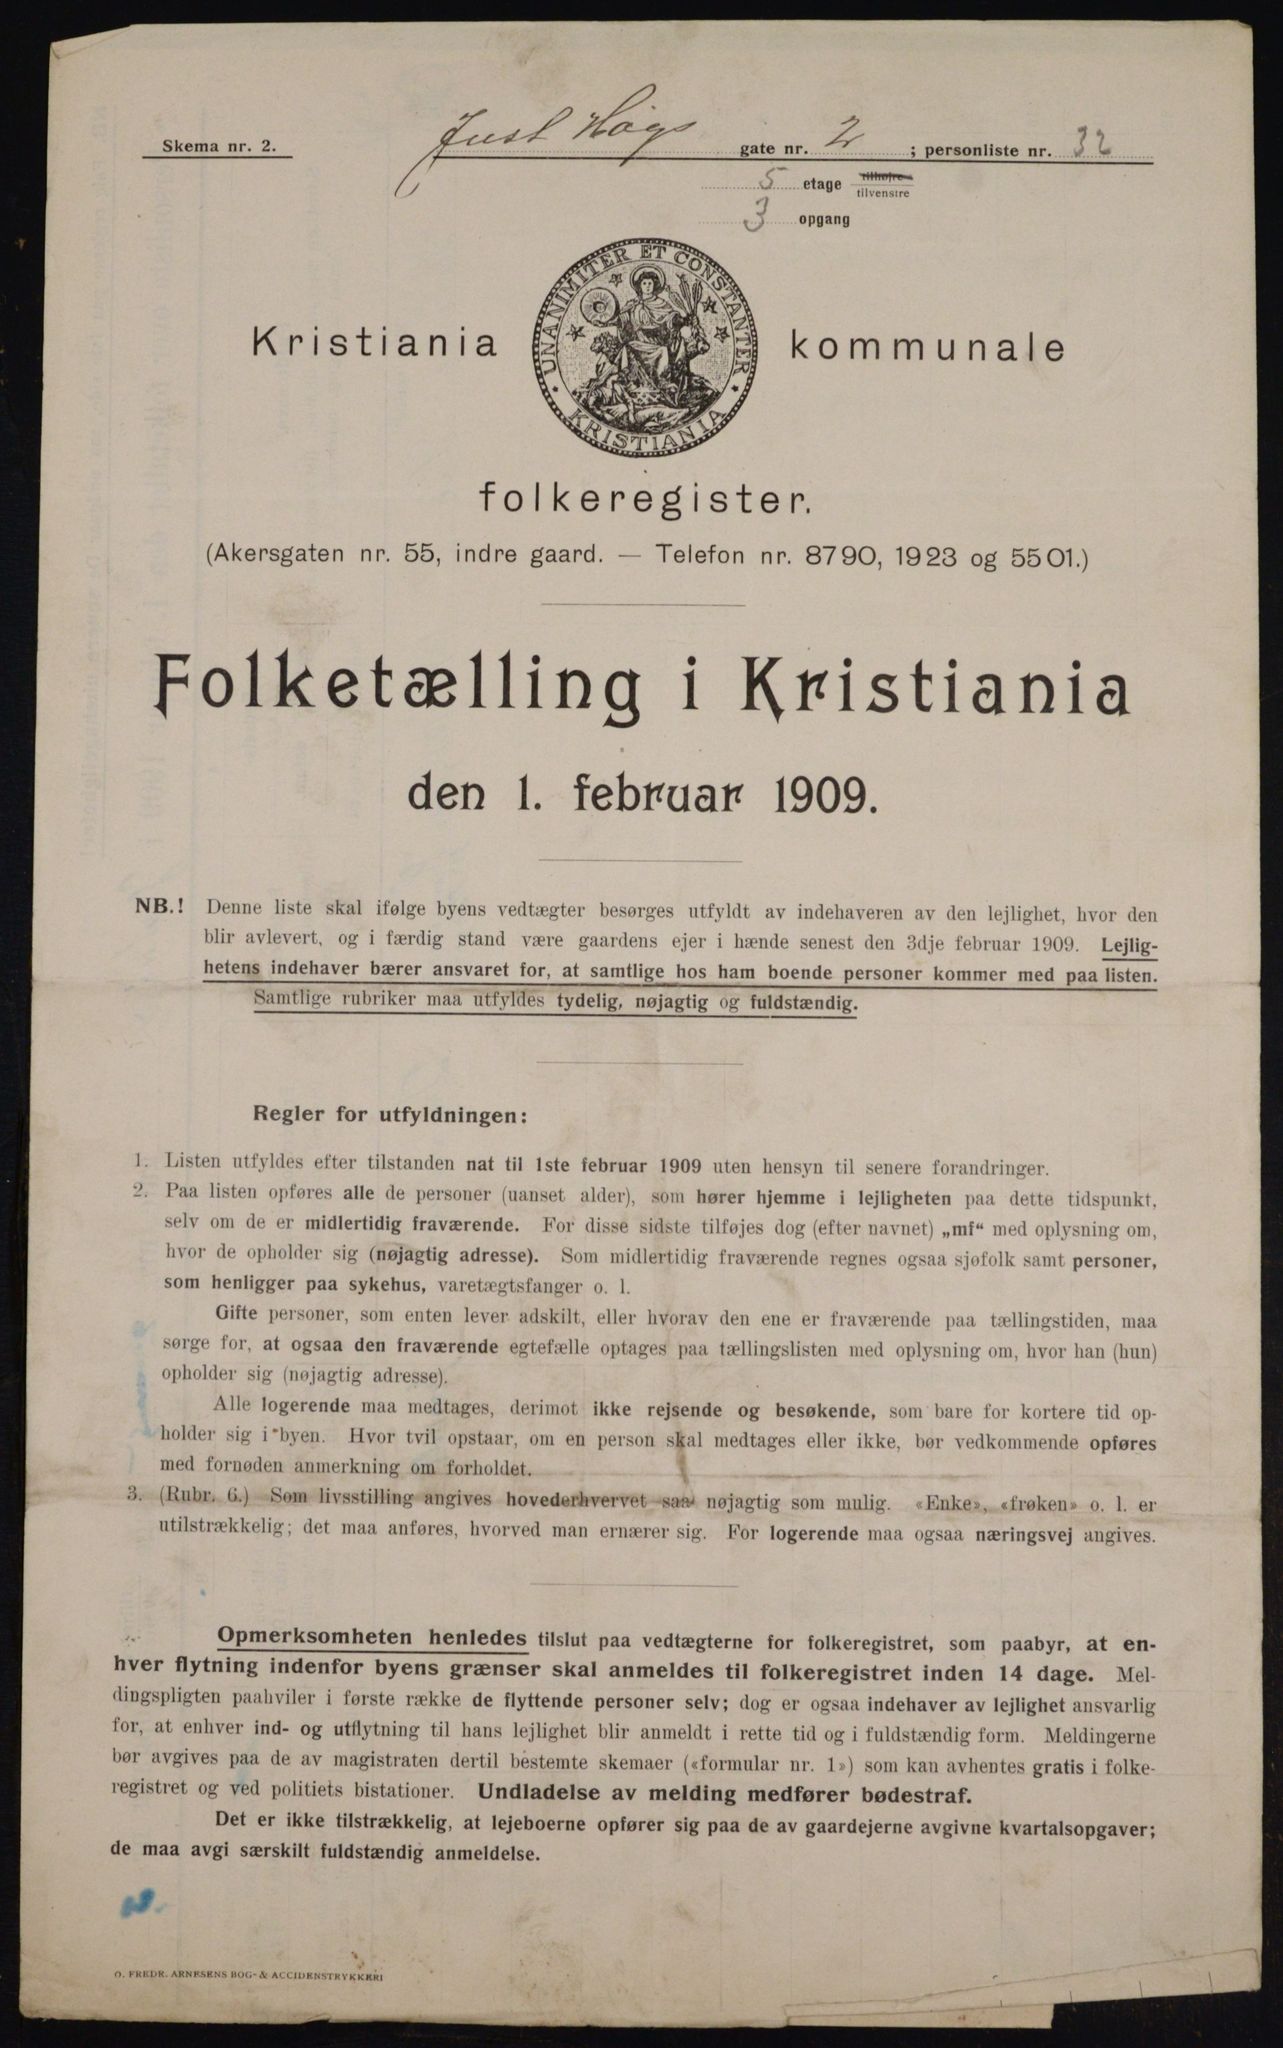 Skema nr. 2.
Just Høgs gate nr. 2 ; personliste nr. 32
5 etage tilhøjre tilvenstre
3 opgang
UNANIMITER ET CONSTANTER
KRISTIANIA
Kristiania kommunale
folkeregister.
(Akersgaten nr. 55, indre gaard. — Telefon nr. 8790, 1923 og 5501.)
Folketælling i Kristiania
den 1. februar 1909.
NB.! Denne liste skal ifølge byens vedtægter besørges utfyldt av indehaveren av den lejlighet, hvor den
blir avlevert, og i færdig stand være gaardens ejer i hænde senest den 3dje februar 1909. Lejlig-
hetens indehaver bærer ansvaret for, at samtlige hos ham boende personer kommer med paa listen.
Samtlige rubriker maa utfyldes tydelig, nøjagtig og fuldstændig.
Regler for utfyldningen:
1. Listen utfyldes efter tilstanden nat til 1ste februar 1909 uten hensyn til senere forandringer.
2. Paa listen opføres alle de personer (uanset alder), som hører hjemme i lejligheten paa dette tidspunkt,
selv om de er midlertidig fraværende. For disse sidste tilføjes dog (efter navnet) „mf“ med oplysning om,
hvor de opholder sig (nøjagtig adresse). Som midlertidig fraværende regnes ogsaa sjøfolk samt personer,
som henligger paa sykehus, varetægtsfanger o. l.
Gifte personer, som enten lever adskilt, eller hvorav den ene er fraværende paa tællingstiden, maa
sørge for, at ogsaa den fraværende egtefælle optages paa tællingslisten med oplysning om, hvor han (hun)
opholder sig (nøjagtig adresse).
Alle logerende maa medtages, derimot ikke rejsende og besøkende, som bare for kortere tid op-
holder sig i byen. Hvor tvil opstaar, om en person skal medtages eller ikke, bør vedkommende opføres
med fornøden anmerkning om forholdet.
3. (Rubr. 6.) Som livsstilling angives hovederhvervet saa nøjagtig som mulig. «Enke», «frøken» o. l. er
utilstrækkelig; det maa anføres, hvorved man ernærer sig. For logerende maa ogsaa næringsvej angives.
Opmerksomheten henledes tilslut paa vedtægterne for folkeregistret, som paabyr, at en-
hver flytning indenfor byens grænser skal anmeldes til folkeregistret inden 14 dage. Mel-
dingspligten paahviler i første række de flyttende personer selv; dog er ogsaa indehaver av lejlighet ansvarlig
for, at enhver ind- og utflytning til hans lejlighet blir anmeldt i rette tid og i fuldstændig form. Meldingerne
bør avgives paa de av magistraten dertil bestemte skemaer («formular nr. 1») som kan avhentes gratis i folke-
registret og ved politiets bistationer. Undladelse av melding medfører bødestraf.
Det er ikke tilstrækkelig, at lejeboerne opfører sig paa de av gaardejerne avgivne kvartalsopgaver;
de maa avgi særskilt fuldstændig anmeldelse.
O. FREDR. ARNESENS BOG- & ACCIDENSTRYKKERI